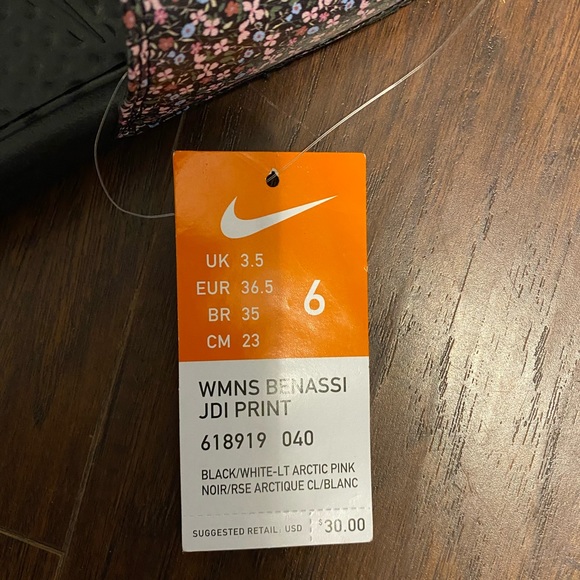 UK 3.5
EUR 36.5
BR 35
CM 23
6
WMNS BENASSI
JDI PRINT
618919 040
BLACK/WHITE-LT ARCTIC PINK
NOIR/RSE ARCTIQUE CL/BLANC
SUGGESTED RETAIL: USD $30.00